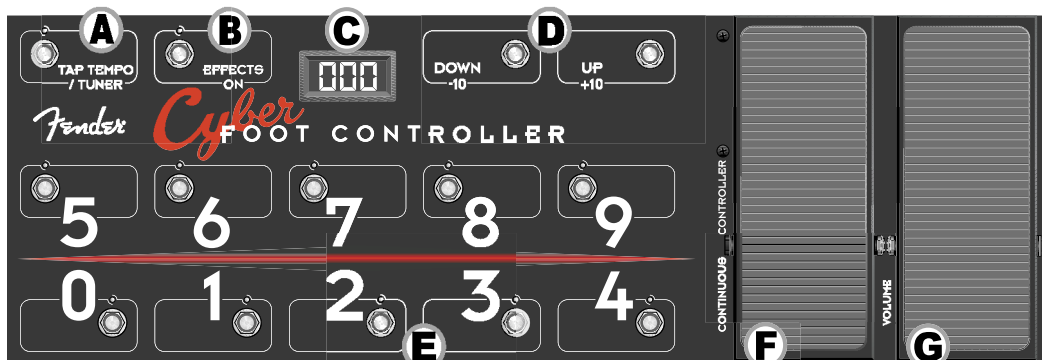 A
B
C
D
TAP TEMPO
/ TUNER
EFFECTS
ON
000
DOWN
-10
UP
+10
Fender
Cyber
FOOT CONTROLLER
5 6 7 8 9
0 1 2 3 4
CONTINUOUS CONTROLLER
VOLUME
E
F
G